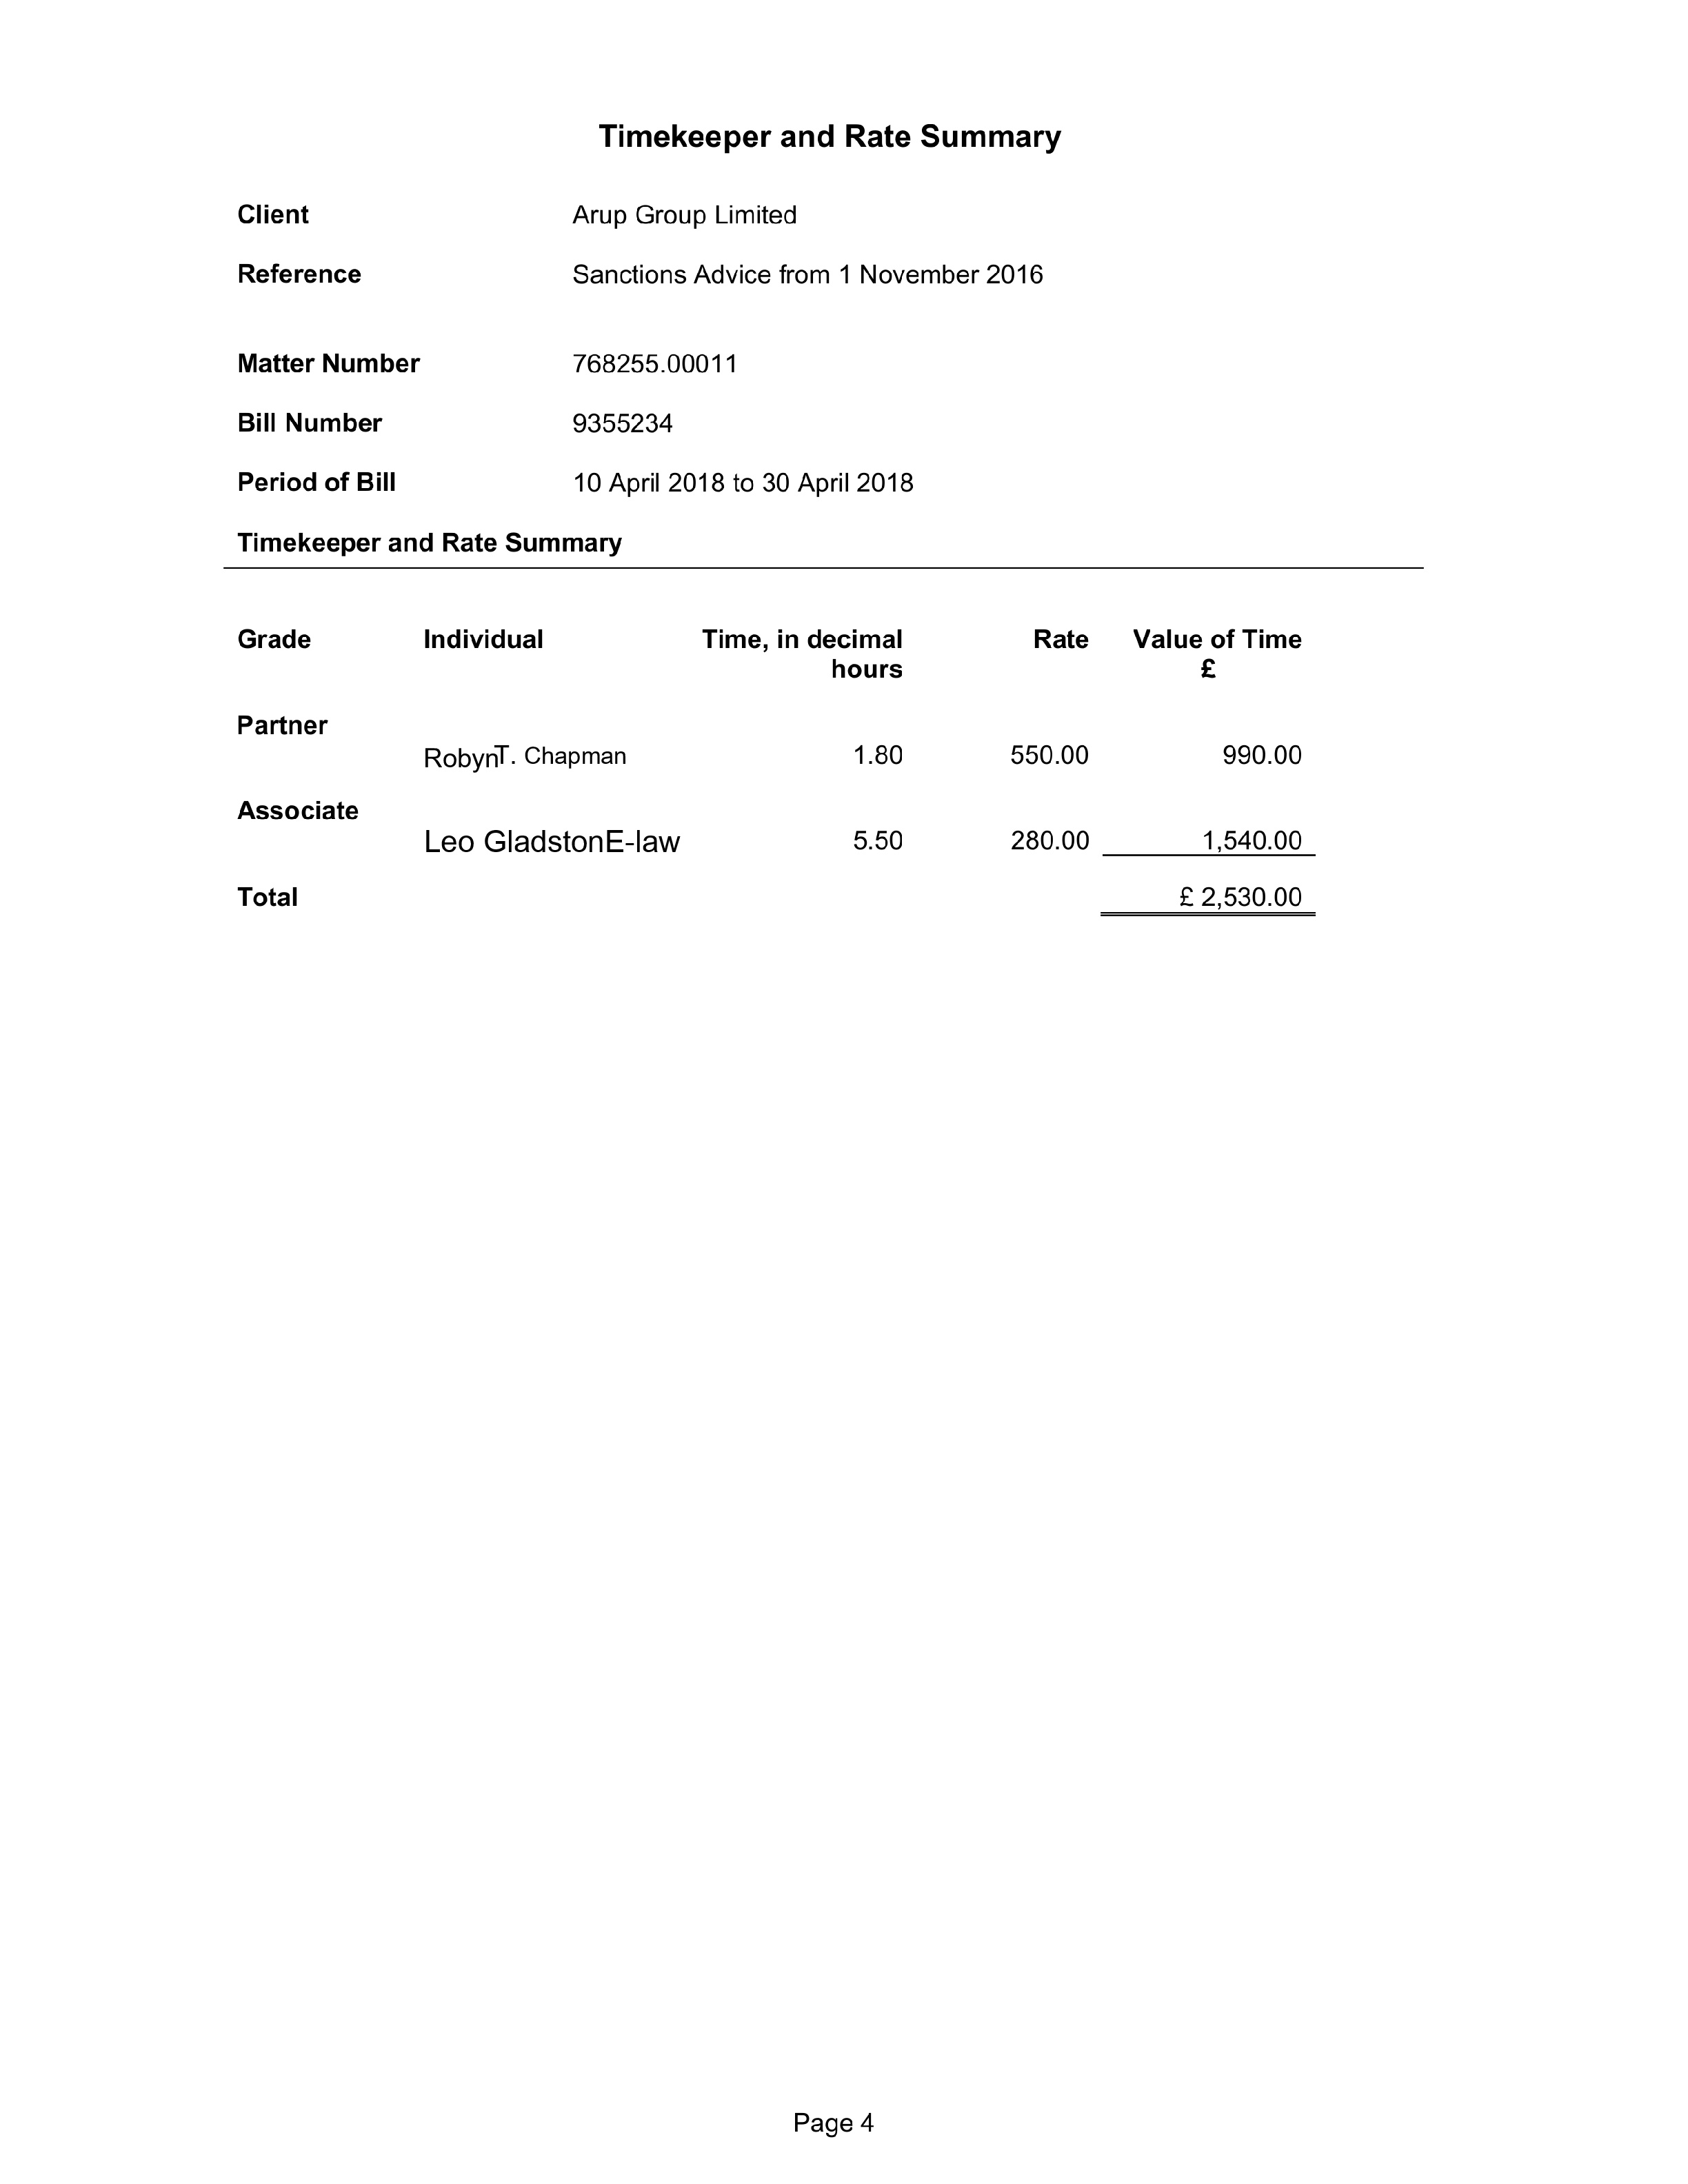 Timekeeper and Rate Summary
Client Arup Group Limited
Reference Sanctions Advice from 1 November 2016
Matter Number 768255.00011
Bill Number 9355234
Period of Bill 10 April 2018 to 30 April 2018
Timekeeper and Rate Summary
Grade Individual Time, in decimal Rate Value of Time
hours £
Partner
RobynT. Chapman 1.80 550.00 990.00
Associate
Leo GladstonE-law 5.50 280.00 1,540.00
Total £ 2,530.00
Page 4